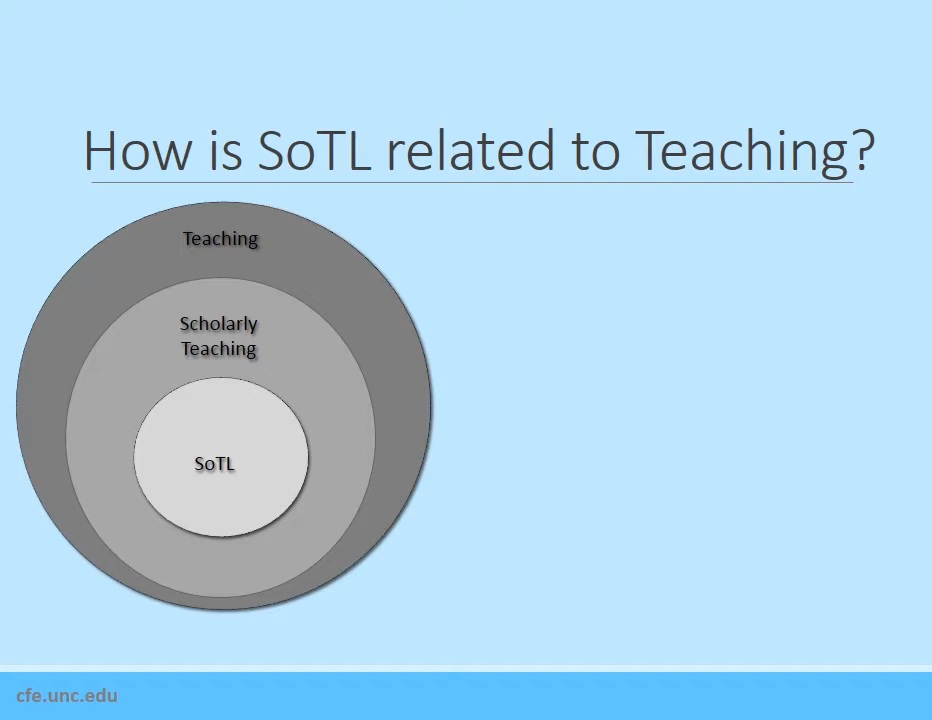 How is SoTL related to Teaching?
Teaching
Scholarly
Teaching
SoTL
cfe.unc.edu